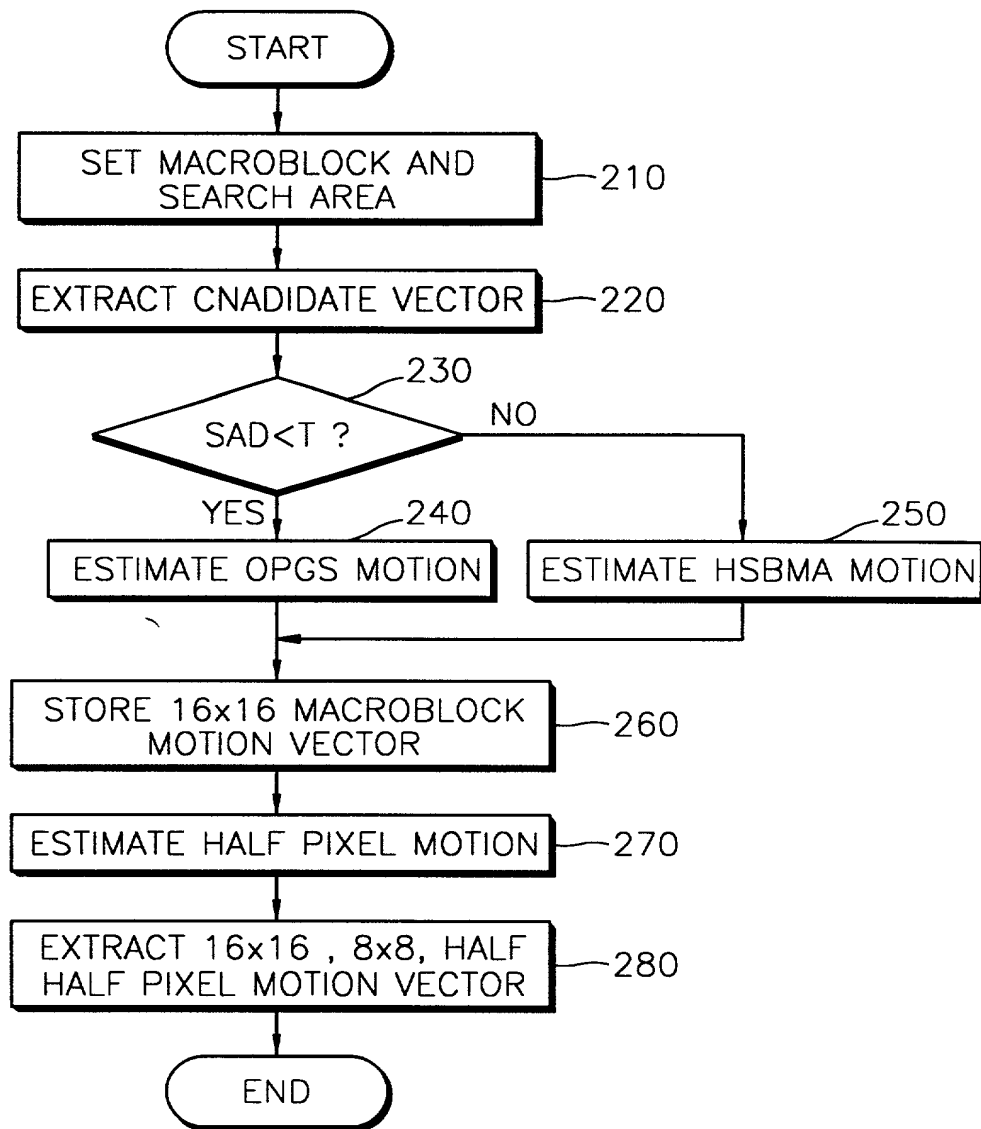 START
SET MACROBLOCK AND
SEARCH AREA
210
EXTRACT CNADIDATE VECTOR
220
230
SAD<T ?
NO
YES
240
250
ESTIMATE OPGS MOTION
ESTIMATE HSBMA MOTION
STORE 16x16 MACROBLOCK
MOTION VECTOR
260
ESTIMATE HALF PIXEL MOTION
270
EXTRACT 16x16 , 8x8, HALF
HALF PIXEL MOTION VECTOR
280
END